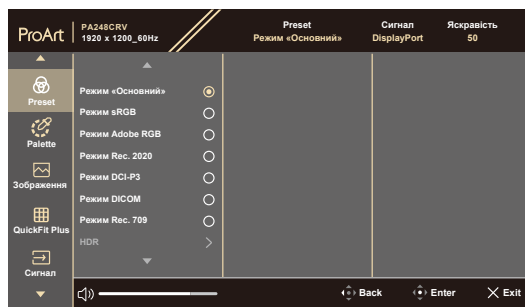 ProArt
PA248CRV
1920 x 1200_60Hz
Preset
Режим «Основний»
Сигнал
DisplayPort
Яскравість
50
Preset
Palette
Зображення
QuickFit Plus
Сигнал
Режим «Основний»
Режим sRGB
Режим Adobe RGB
Режим Rec. 2020
Режим DCI-P3
Режим DICOM
Режим Rec. 709
HDR
Back
Enter
Exit